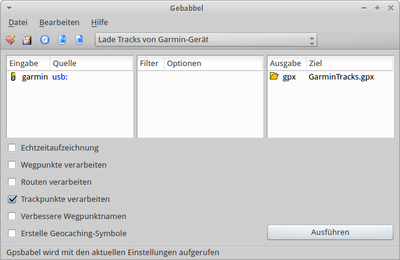 Gebabbel
Datei Bearbeiten Hilfe
Lade Tracks von Garmin-Gerät
Eingabe Quelle Filter Optionen Ausgabe Ziel
garmin usb: gpx GarminTracks.gpx
Echtzeitaufzeichnung
Wegpunkte verarbeiten
Routen verarbeiten
Trackpunkte verarbeiten
Verbessere Wegpunktnamen
Erstelle Geocaching-Symbole Ausführen
Gpsbabel wird mit den aktuellen Einstellungen aufgerufen